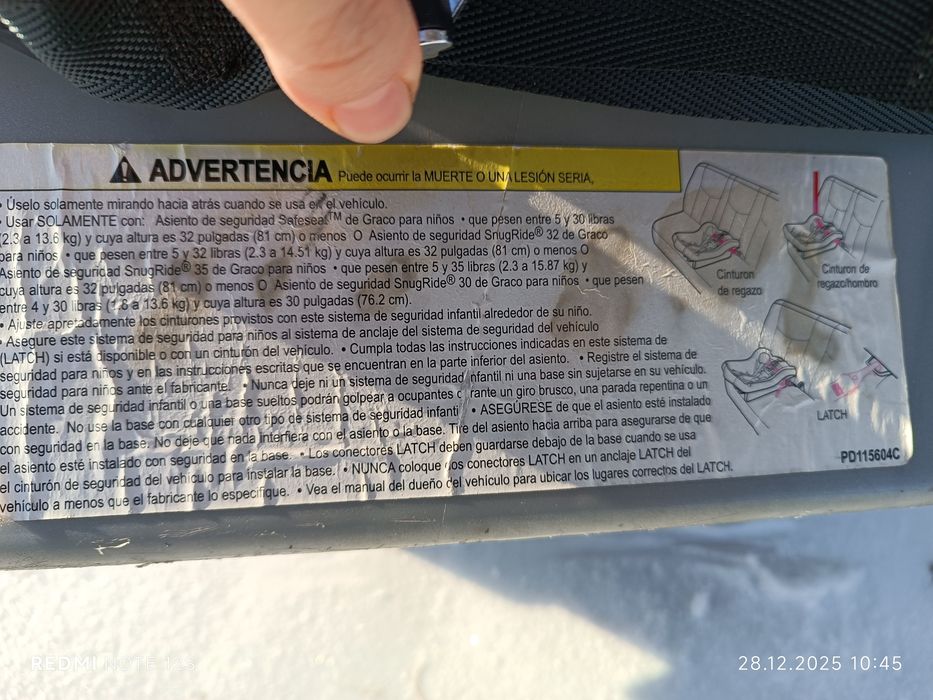 ADVERTENCIA Puede ocurrir la MUERTE O UNA LESIÓN SERIA,
• Úselo solamente mirando hacia atrás cuando se usa en el vehículo.
• Usar SOLAMENTE con: Asiento de seguridad Safeseat™ de Graco para niños • que pesen entre 5 y 30 libras
(2.3 a 13.6 kg) y cuya altura es 32 pulgadas (81 cm) o menos O Asiento de seguridad SnugRide® 32 de Graco
para niños • que pesen entre 5 y 32 libras (2.3 a 14.51 kg) y cuya altura es 32 pulgadas (81 cm) o menos O
Asiento de seguridad SnugRide® 35 de Graco para niños • que pesen entre 5 y 35 libras (2.3 a 15.87 kg) y
cuya altura es 32 pulgadas (81 cm) o menos O Asiento de seguridad SnugRide® 30 de Graco para niños • que pesen
entre 4 y 30 libras (1.8 a 13.6 kg) y cuya altura es 30 pulgadas (76.2 cm).
• Ajuste apretadamente los cinturones provistos con este sistema de seguridad infantil alrededor de su niño.
• Asegure este sistema de seguridad para niños al sistema de anclaje del sistema de seguridad del vehículo
(LATCH) si está disponible o con un cinturón del vehículo. • Cumpla todas las instrucciones indicadas en este sistema de
seguridad para niños y en las instrucciones escritas que se encuentran en la parte inferior del asiento. • Registre el sistema de
seguridad para niños ante el fabricante. • Nunca deje ni un sistema de seguridad infantil ni una base sin sujetarse en su vehículo.
Un sistema de seguridad infantil o una base sueltos podrán golpear a ocupantes durante un giro brusco, una parada repentina o un
accidente. No use la base con cualquier otro tipo de sistema de seguridad infantil • ASEGÚRESE de que el asiento esté instalado
con seguridad en la base. No deje que nada interfiera con el asiento o la base. Tire del asiento hacia arriba para asegurarse de que
el asiento esté instalado con seguridad en la base. • Los conectores LATCH deben guardarse debajo de la base cuando se usa
el cinturón de seguridad del vehículo para instalar la base. • NUNCA coloque dos conectores LATCH en un anclaje LATCH del
vehículo a menos que el fabricante lo especifique. • Vea el manual del dueño del vehículo para ubicar los lugares correctos del LATCH.
Cinturon
de regazo
Cinturon de
regazo/hombro
LATCH
PD115604C
REDMI NOTE 12S
28.12.2025 10:45